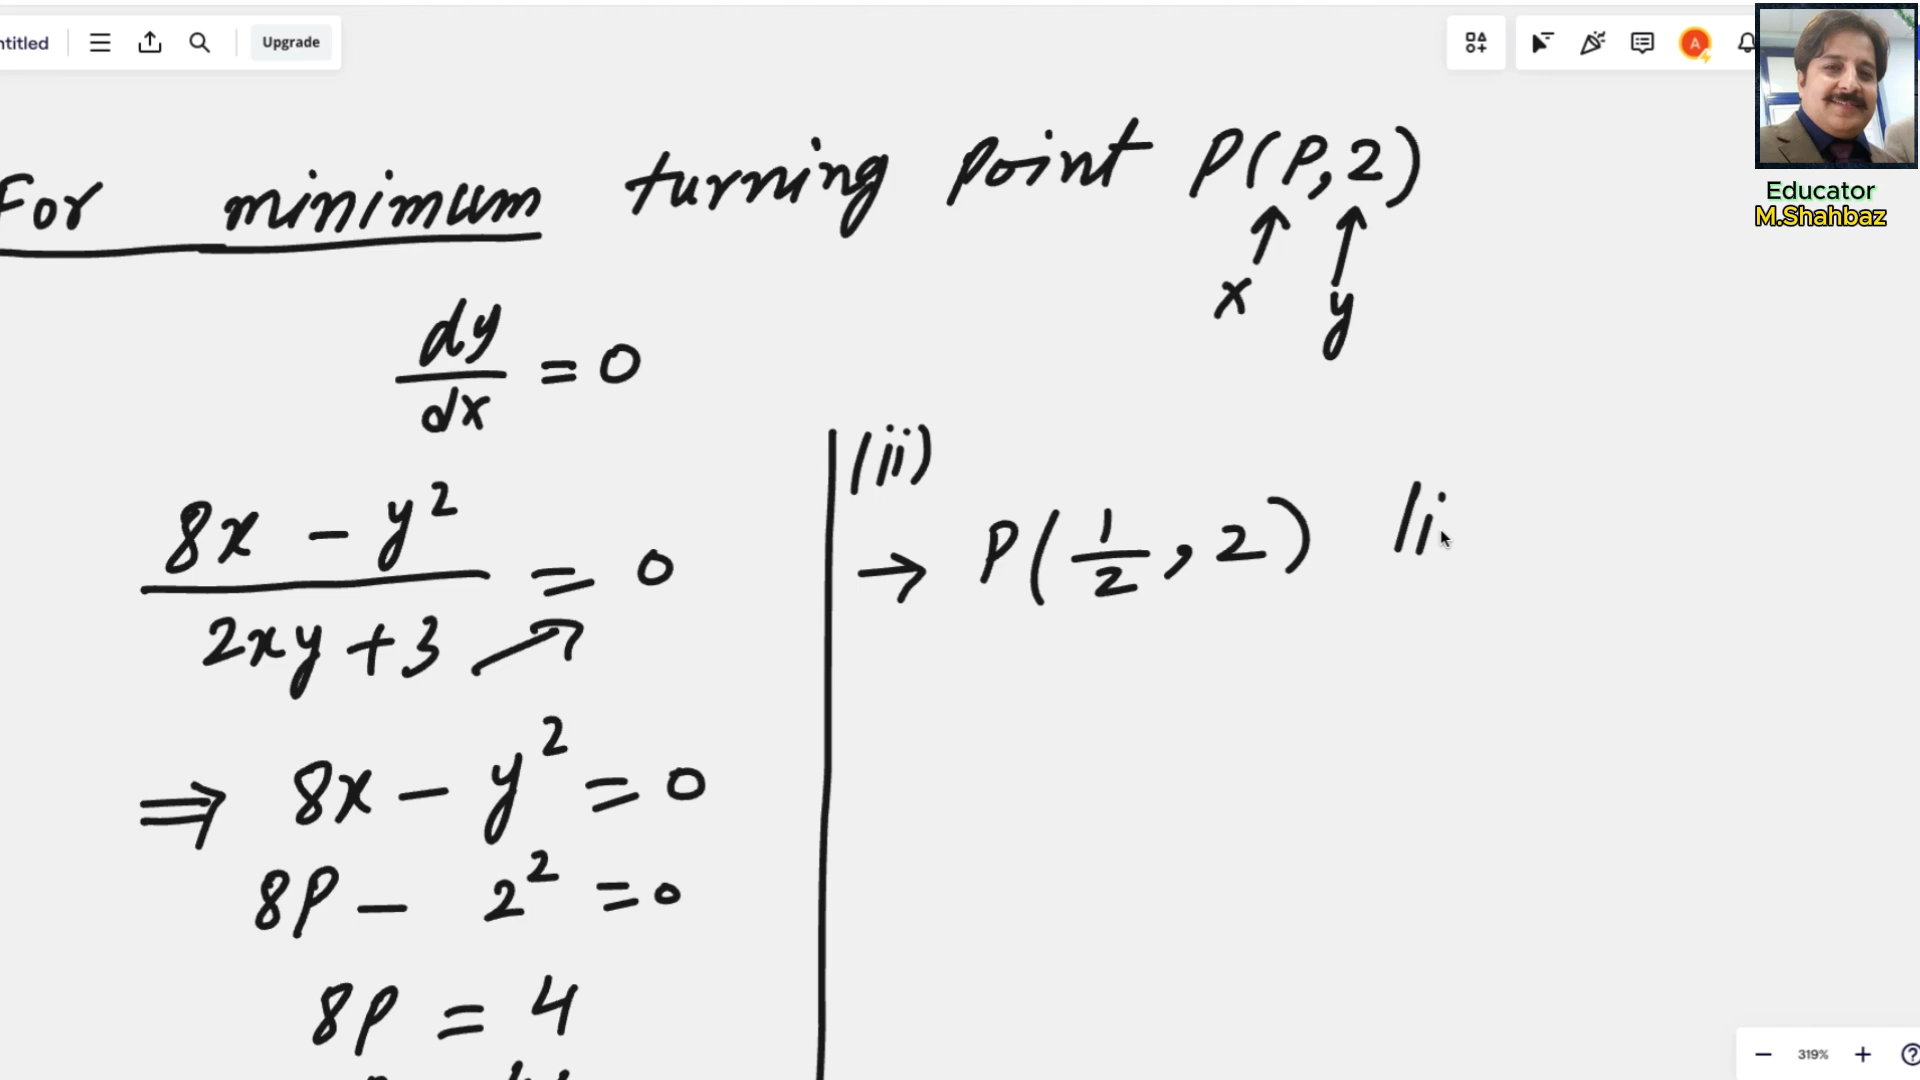 ntitled
Upgrade
A
Educator
M.Shahbaz
For minimum turning point P(P,2)
x y
dy/dx = 0
8x - y² / 2xy + 3 = 0
⇒ 8x - y² = 0
8P - 2² = 0
8P = 4
(ii)
→ P(1/2, 2) li
319%